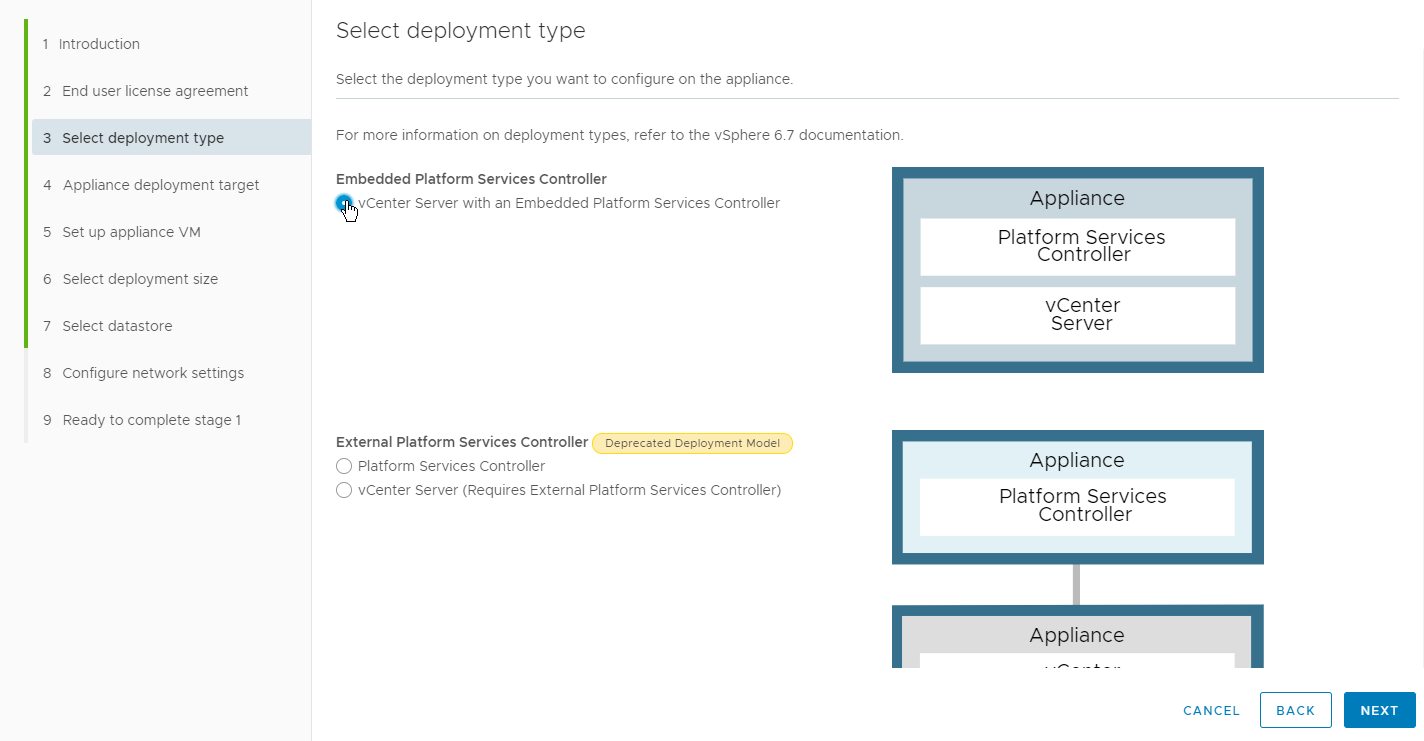 1 Introduction
2 End user license agreement
3 Select deployment type
4 Appliance deployment target
5 Set up appliance VM
6 Select deployment size
7 Select datastore
8 Configure network settings
9 Ready to complete stage 1
Select deployment type
Select the deployment type you want to configure on the appliance.
For more information on deployment types, refer to the vSphere 6.7 documentation.
Embedded Platform Services Controller
vCenter Server with an Embedded Platform Services Controller
Appliance
Platform Services
Controller
vCenter
Server
External Platform Services Controller Deprecated Deployment Model
Platform Services Controller
vCenter Server (Requires External Platform Services Controller)
Appliance
Platform Services
Controller
Appliance
vCenter
CANCEL BACK NEXT